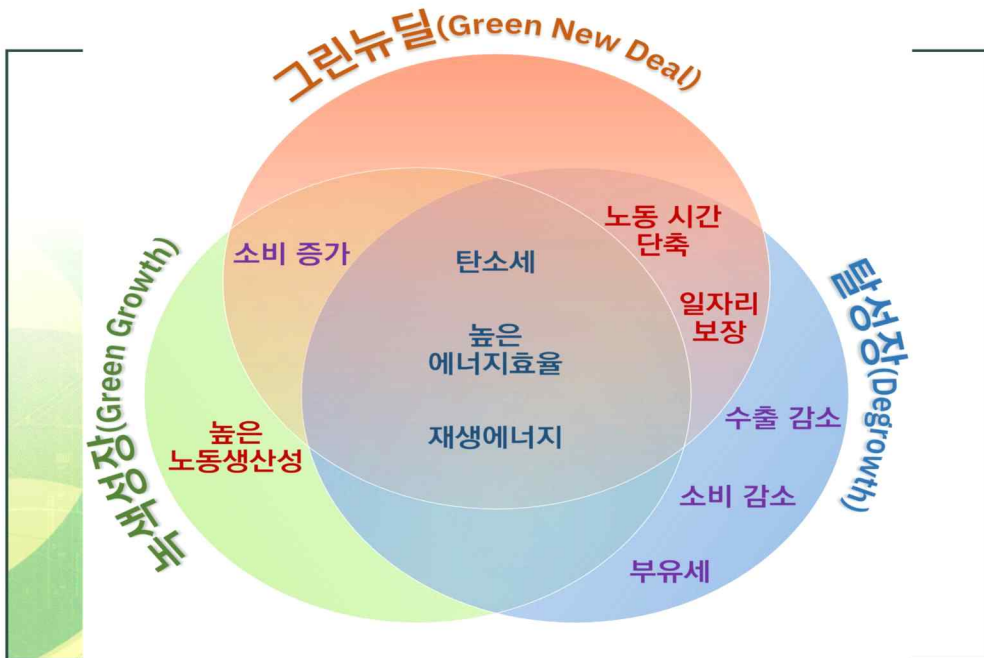 그린뉴딜(Green New Deal)
녹색성장(Green Growth)
탈성장(Degrowth)
소비 증가
탄소세
노동 시간
단축
높은
에너지효율
일자리
보장
재생에너지
높은
노동생산성
수출 감소
소비 감소
부유세